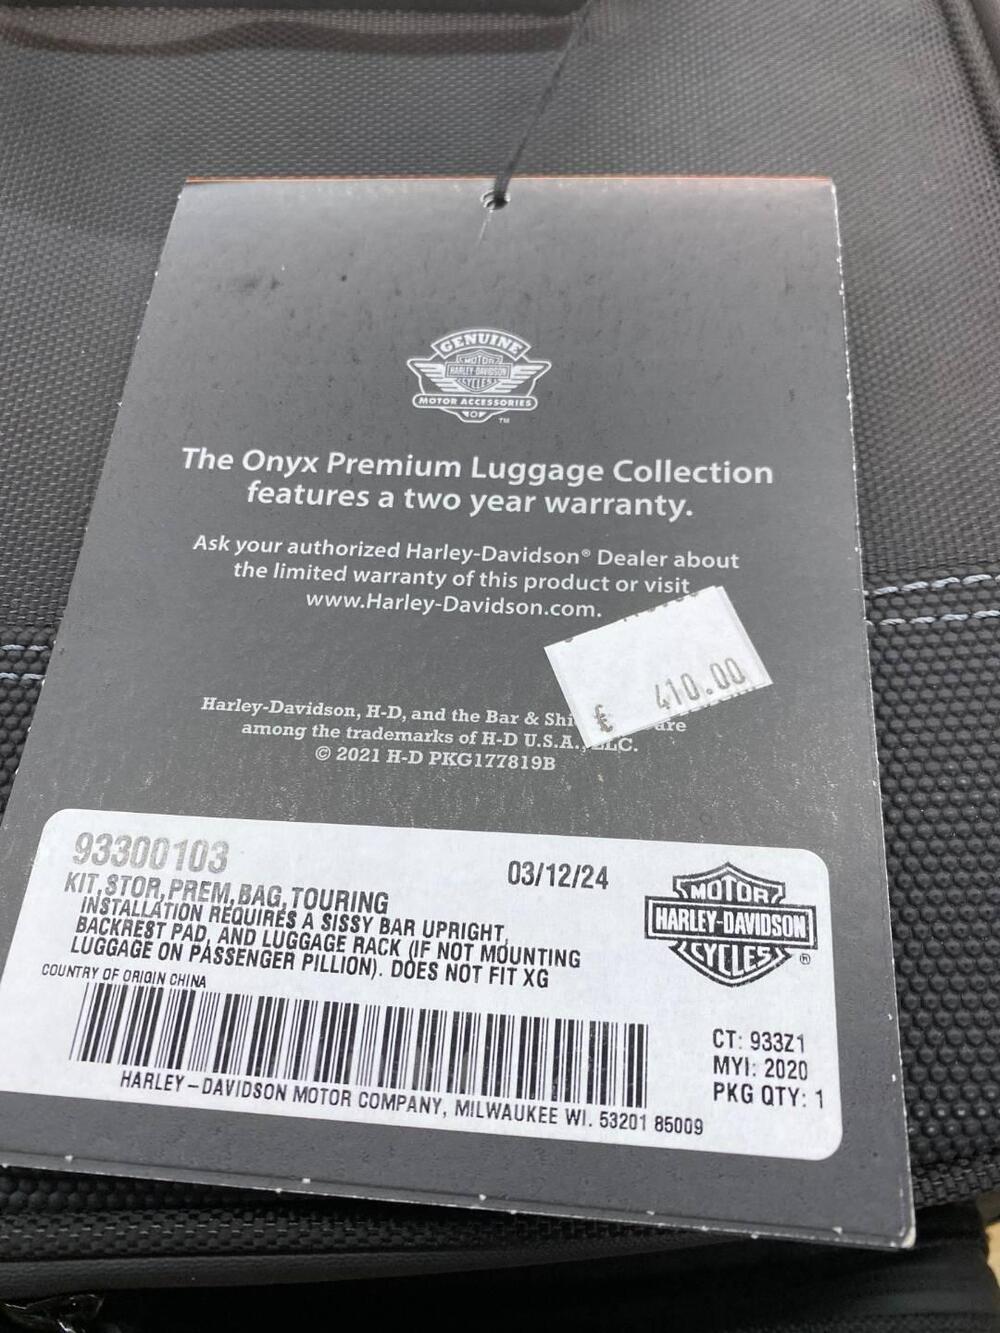 GENUINE
MOTOR
HARLEY-DAVIDSON
CYCLES
MOTOR ACCESSORIES
TM
The Onyx Premium Luggage Collection
features a two year warranty.
Ask your authorized Harley-Davidson® Dealer about
the limited warranty of this product or visit
www.Harley-Davidson.com.
€ 410.00
Harley-Davidson, H-D, and the Bar & Shi are
among the trademarks of H-D U.S.A., LLC.
© 2021 H-D PKG177819B
93300103
03/12/24
KIT,STOR,PREM,BAG,TOURING
INSTALLATION REQUIRES A SISSY BAR UPRIGHT,
BACKREST PAD, AND LUGGAGE RACK (IF NOT MOUNTING
LUGGAGE ON PASSENGER PILLION). DOES NOT FIT XG
COUNTRY OF ORIGIN CHINA
MOTOR
HARLEY-DAVIDSON
CYCLES ®
CT: 933Z1
MYI: 2020
PKG QTY: 1
HARLEY-DAVIDSON MOTOR COMPANY, MILWAUKEE WI. 53201 85009